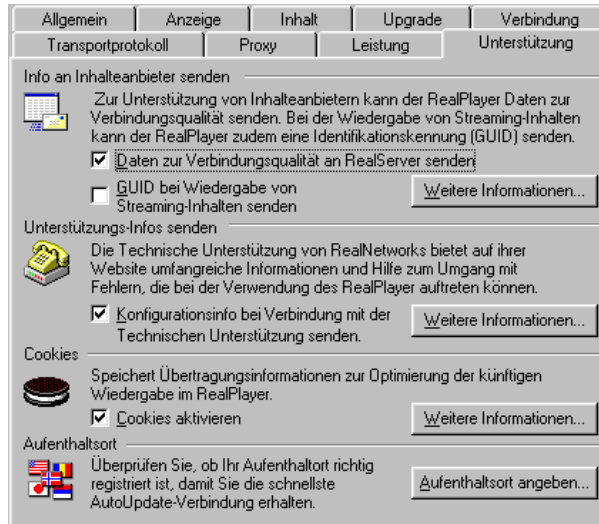 Allgemein Anzeige Inhalt Upgrade Verbindung
Transportprotokoll Proxy Leistung Unterstützung
Info an Inhalteanbieter senden
Zur Unterstützung von Inhalteanbietern kann der RealPlayer Daten zur
Verbindungsqualität senden. Bei der Wiedergabe von Streaming-Inhalten
kann der RealPlayer zudem eine Identifikationskennung (GUID) senden.
Daten zur Verbindungsqualität an RealServer senden
GUID bei Wiedergabe von
Streaming-Inhalten senden
Weitere Informationen...
Unterstützungs-Infos senden
Die Technische Unterstützung von RealNetworks bietet auf ihrer
Website umfangreiche Informationen und Hilfe zum Umgang mit
Fehlern, die bei der Verwendung des RealPlayer auftreten können.
Konfigurationsinfo bei Verbindung mit der
Technischen Unterstützung senden.
Weitere Informationen...
Cookies
Speichert Übertragungsinformationen zur Optimierung der künftigen
Wiedergabe im RealPlayer.
Cookies aktivieren
Weitere Informationen...
Aufenthaltsort
Überprüfen Sie, ob Ihr Aufenthaltort richtig
registriert ist, damit Sie die schnellste
AutoUpdate-Verbindung erhalten.
Aufenthaltsort angeben...